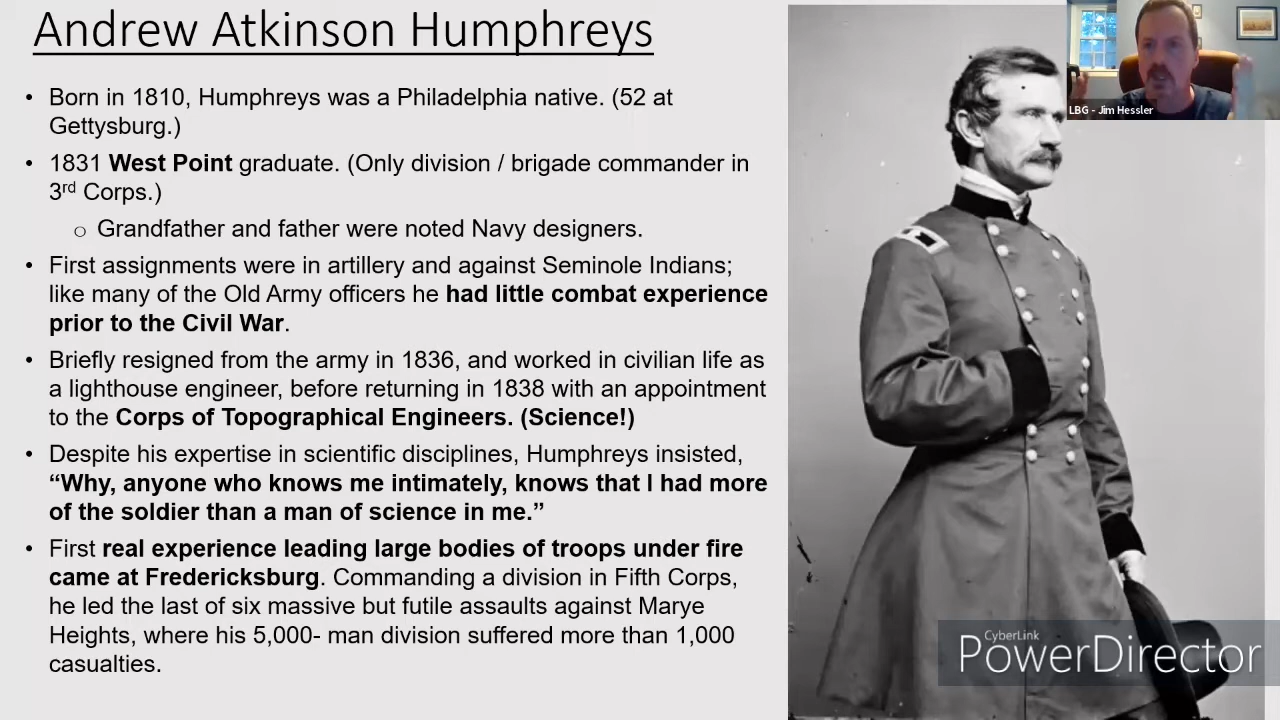 Andrew Atkinson Humphreys
• Born in 1810, Humphreys was a Philadelphia native. (52 at
Gettysburg.)
• 1831 West Point graduate. (Only division / brigade commander in
3rd Corps.)
○ Grandfather and father were noted Navy designers.
• First assignments were in artillery and against Seminole Indians;
like many of the Old Army officers he had little combat experience
prior to the Civil War.
• Briefly resigned from the army in 1836, and worked in civilian life as
a lighthouse engineer, before returning in 1838 with an appointment
to the Corps of Topographical Engineers. (Science!)
• Despite his expertise in scientific disciplines, Humphreys insisted,
“Why, anyone who knows me intimately, knows that I had more
of the soldier than a man of science in me.”
• First real experience leading large bodies of troops under fire
came at Fredericksburg. Commanding a division in Fifth Corps,
he led the last of six massive but futile assaults against Marye
Heights, where his 5,000- man division suffered more than 1,000
casualties.
LBG - Jim Hessler
CyberLink
PowerDirector